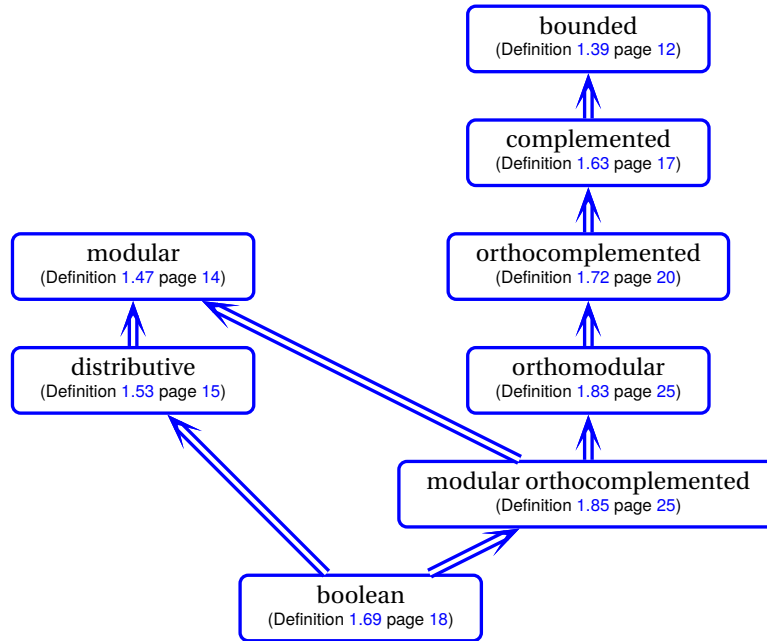 bounded
(Definition 1.39 page 12)
complemented
(Definition 1.63 page 17)
modular
(Definition 1.47 page 14)
orthocomplemented
(Definition 1.72 page 20)
distributive
(Definition 1.53 page 15)
orthomodular
(Definition 1.83 page 25)
modular orthocomplemented
(Definition 1.85 page 25)
boolean
(Definition 1.69 page 18)